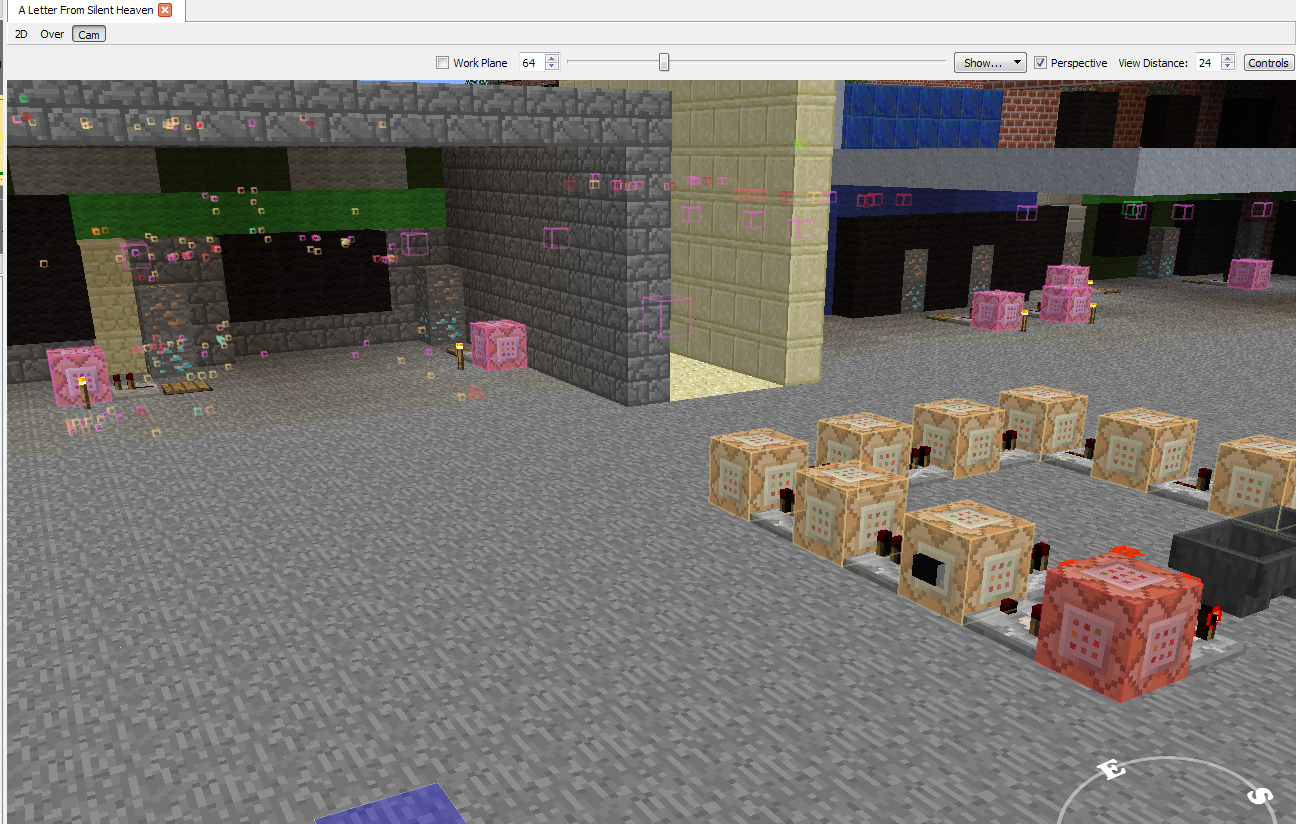 A Letter From Silent Heaven
2D Over Cam
Work Plane 64 Show... Perspective View Distance: 24 Controls
E
S